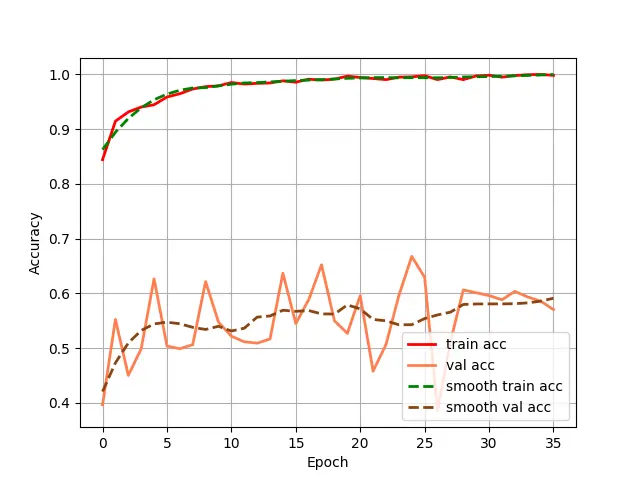 1.0
0.9
0.8
0.7
0.6
0.5
0.4
Accuracy
train acc
val acc
smooth train acc
smooth val acc
0 5 10 15 20 25 30 35
Epoch